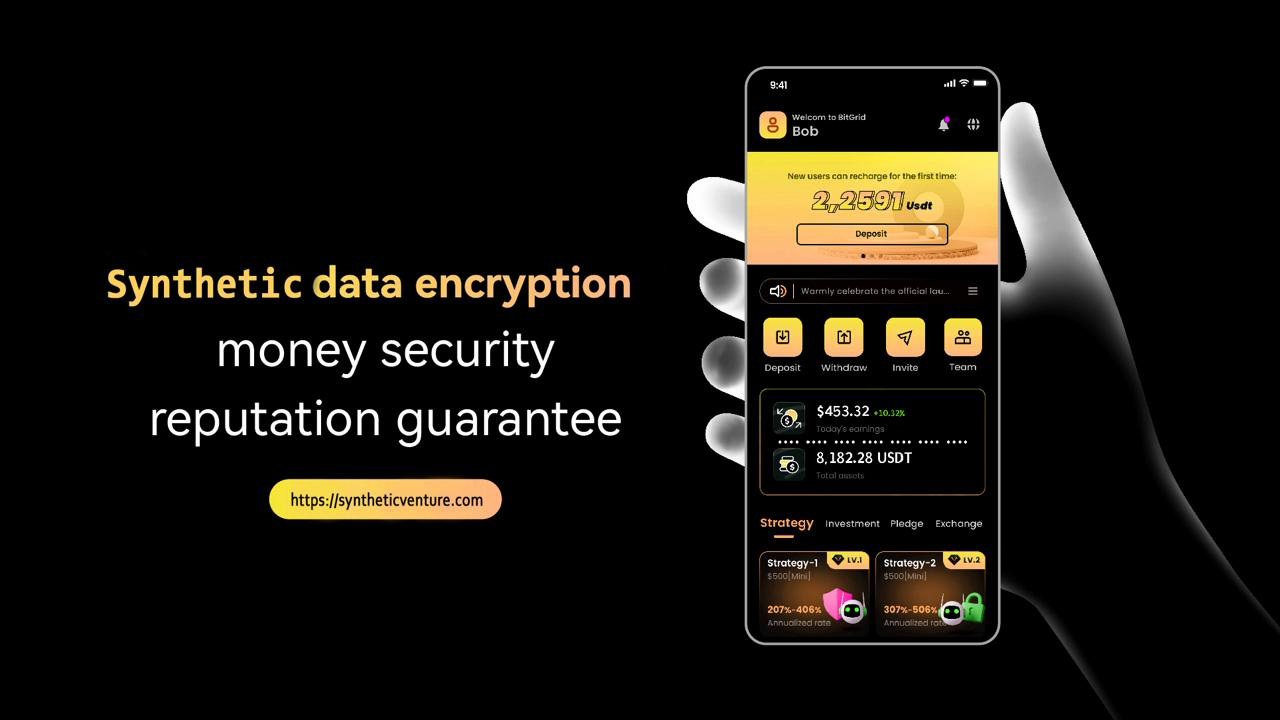 Synthetic data encryption
money security
reputation guarantee
https://syntheticventure.com
9:41
Welcom to BitGrid
Bob
New users can recharge for the first time:
2,2591 Usdt
Deposit
Warmly celebrate the official lau...
Deposit Withdraw Invite Team
$453.32 +10.32%
Today's earnings
8,182.28 USDT
Total assets
Strategy Investment Pledge Exchange
Strategy-1 LV.1 Strategy-2 LV.2
$500[Mini] $500[Mini]
207%-406% 307%-506%
Annualized rate Annualized rate